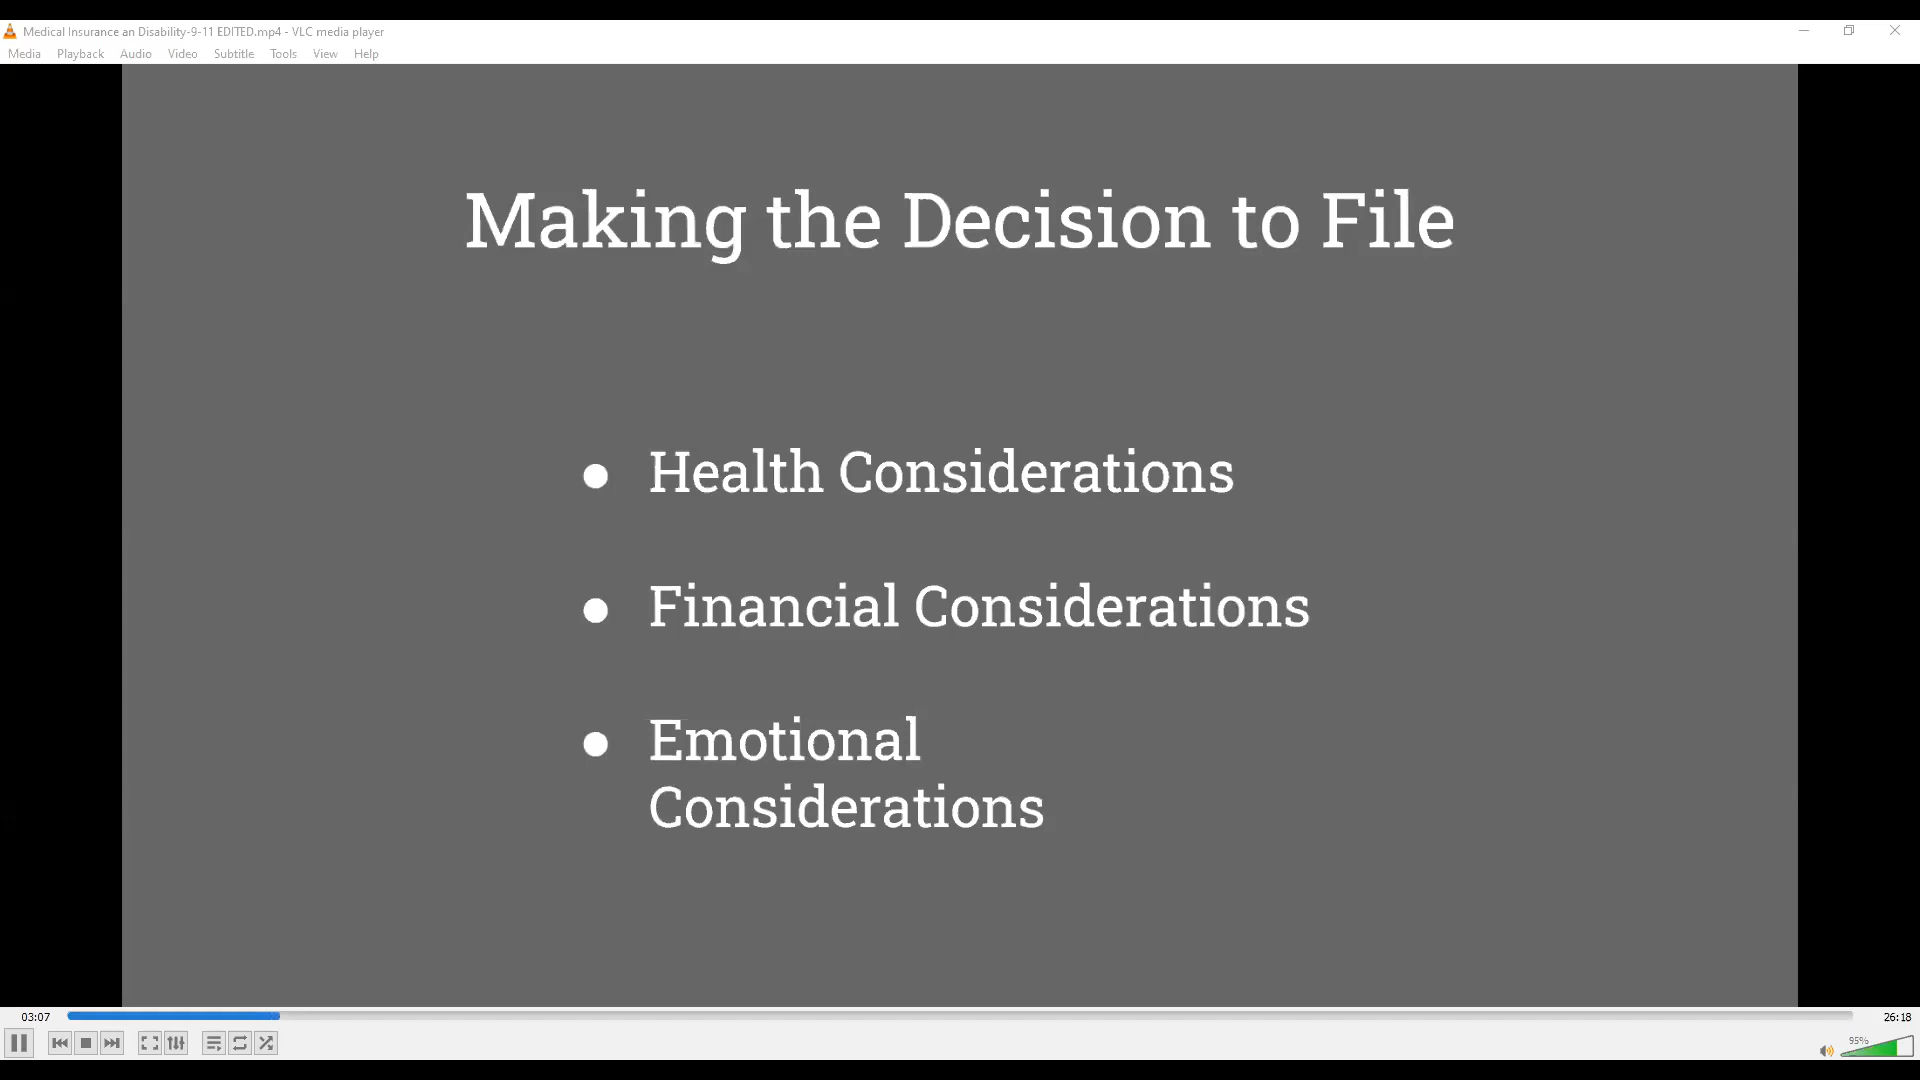 Medical Insurance an Disability-9-11 EDITED.mp4 - VLC media player
Media Playback Audio Video Subtitle Tools View Help
Making the Decision to File
● Health Considerations
● Financial Considerations
● Emotional
Considerations
03:07 26:18
95%